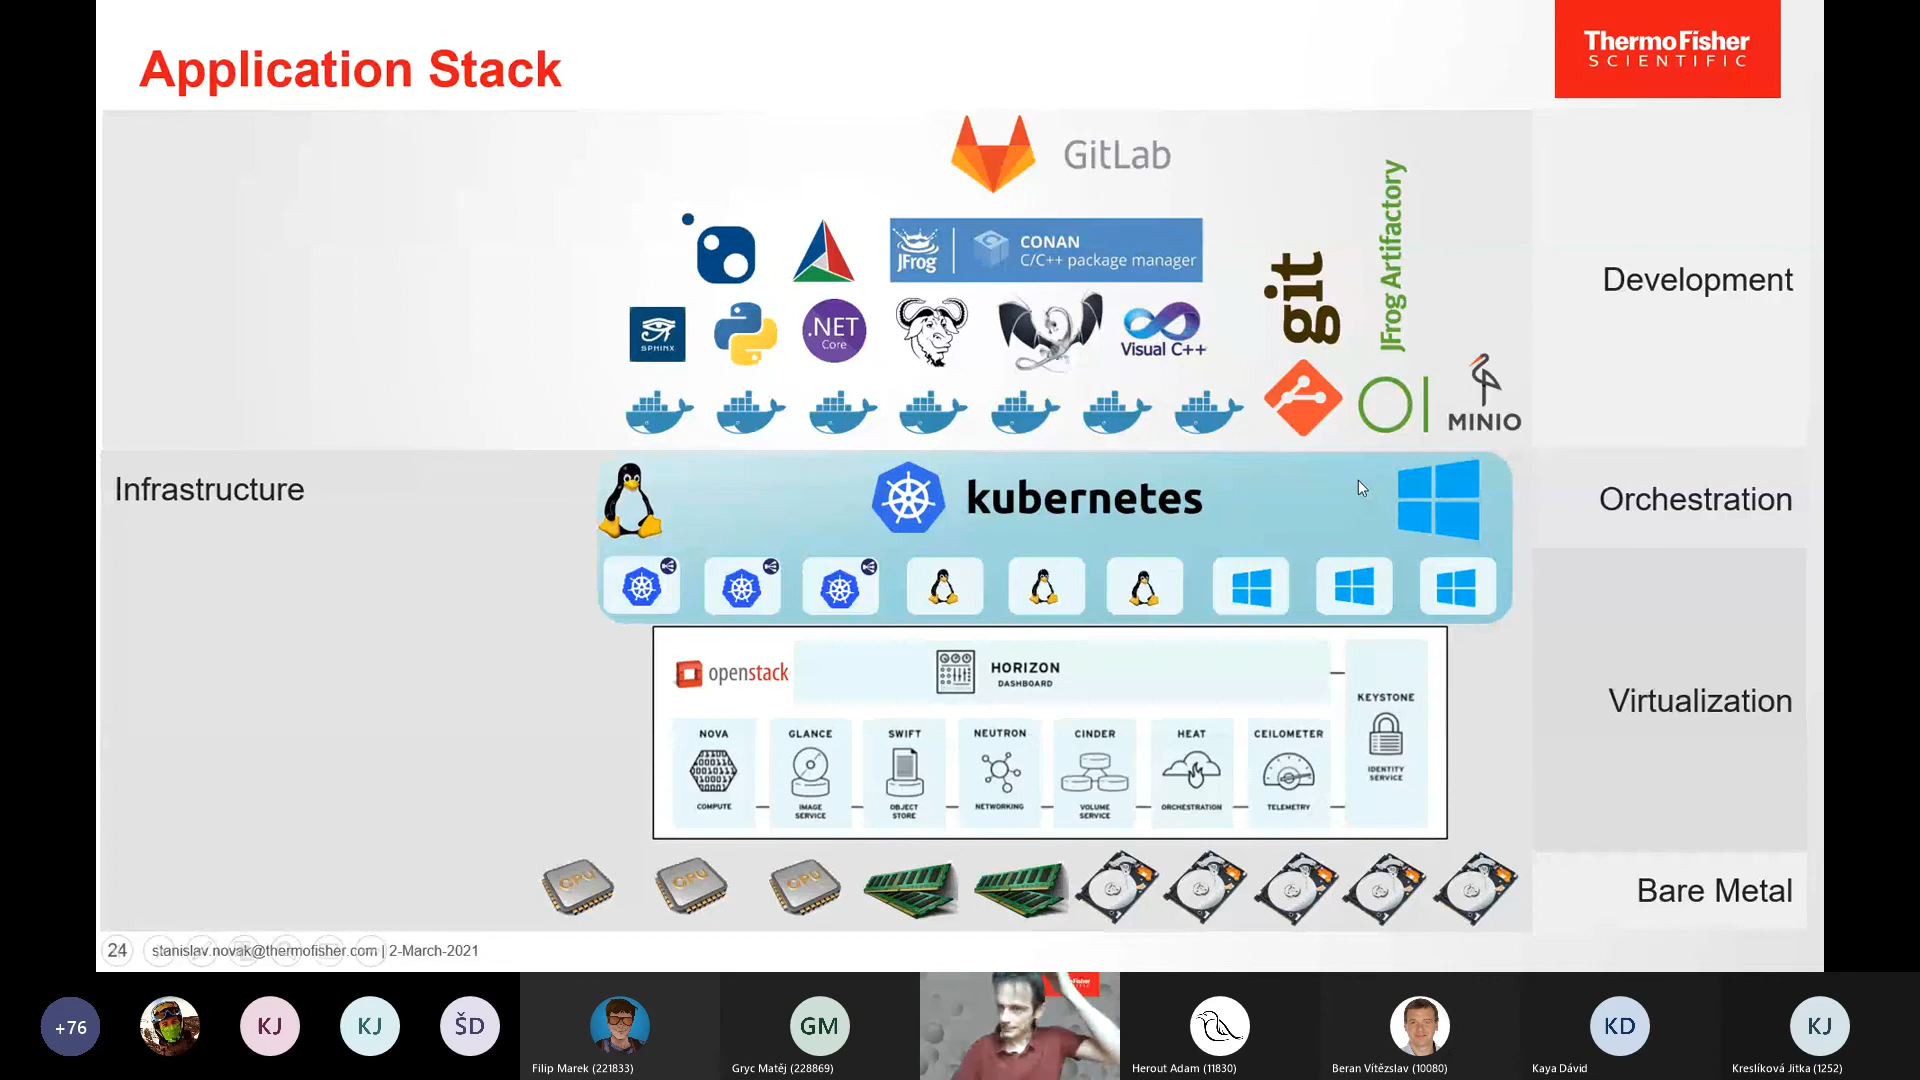 Application Stack
ThermoFisher
SCIENTIFIC
GitLab
JFrog
CONAN
C/C++ package manager
git
JFrog Artifactory
Development
SPHINX
.NET
Core
Visual C++
MINIO
Infrastructure
kubernetes
Orchestration
openstack
HORIZON
DASHBOARD
KEYSTONE
IDENTITY
SERVICE
Virtualization
NOVA
COMPUTE
GLANCE
IMAGE
SERVICE
SWIFT
OBJECT
STORE
NEUTRON
NETWORKING
CINDER
VOLUME
SERVICE
HEAT
ORCHESTRATION
CEILOMETER
TELEMETRY
CPU
CPU
CPU
Bare Metal
24
stanislav.novak@thermofisher.com | 2-March-2021
+76
KJ
KJ
ŠD
Filip Marek (221833)
GM
Gryc Matěj (228869)
Herout Adam (11830)
Beran Vítězslav (10080)
KD
Kaya Dávid
KJ
Kreslíková Jitka (1252)